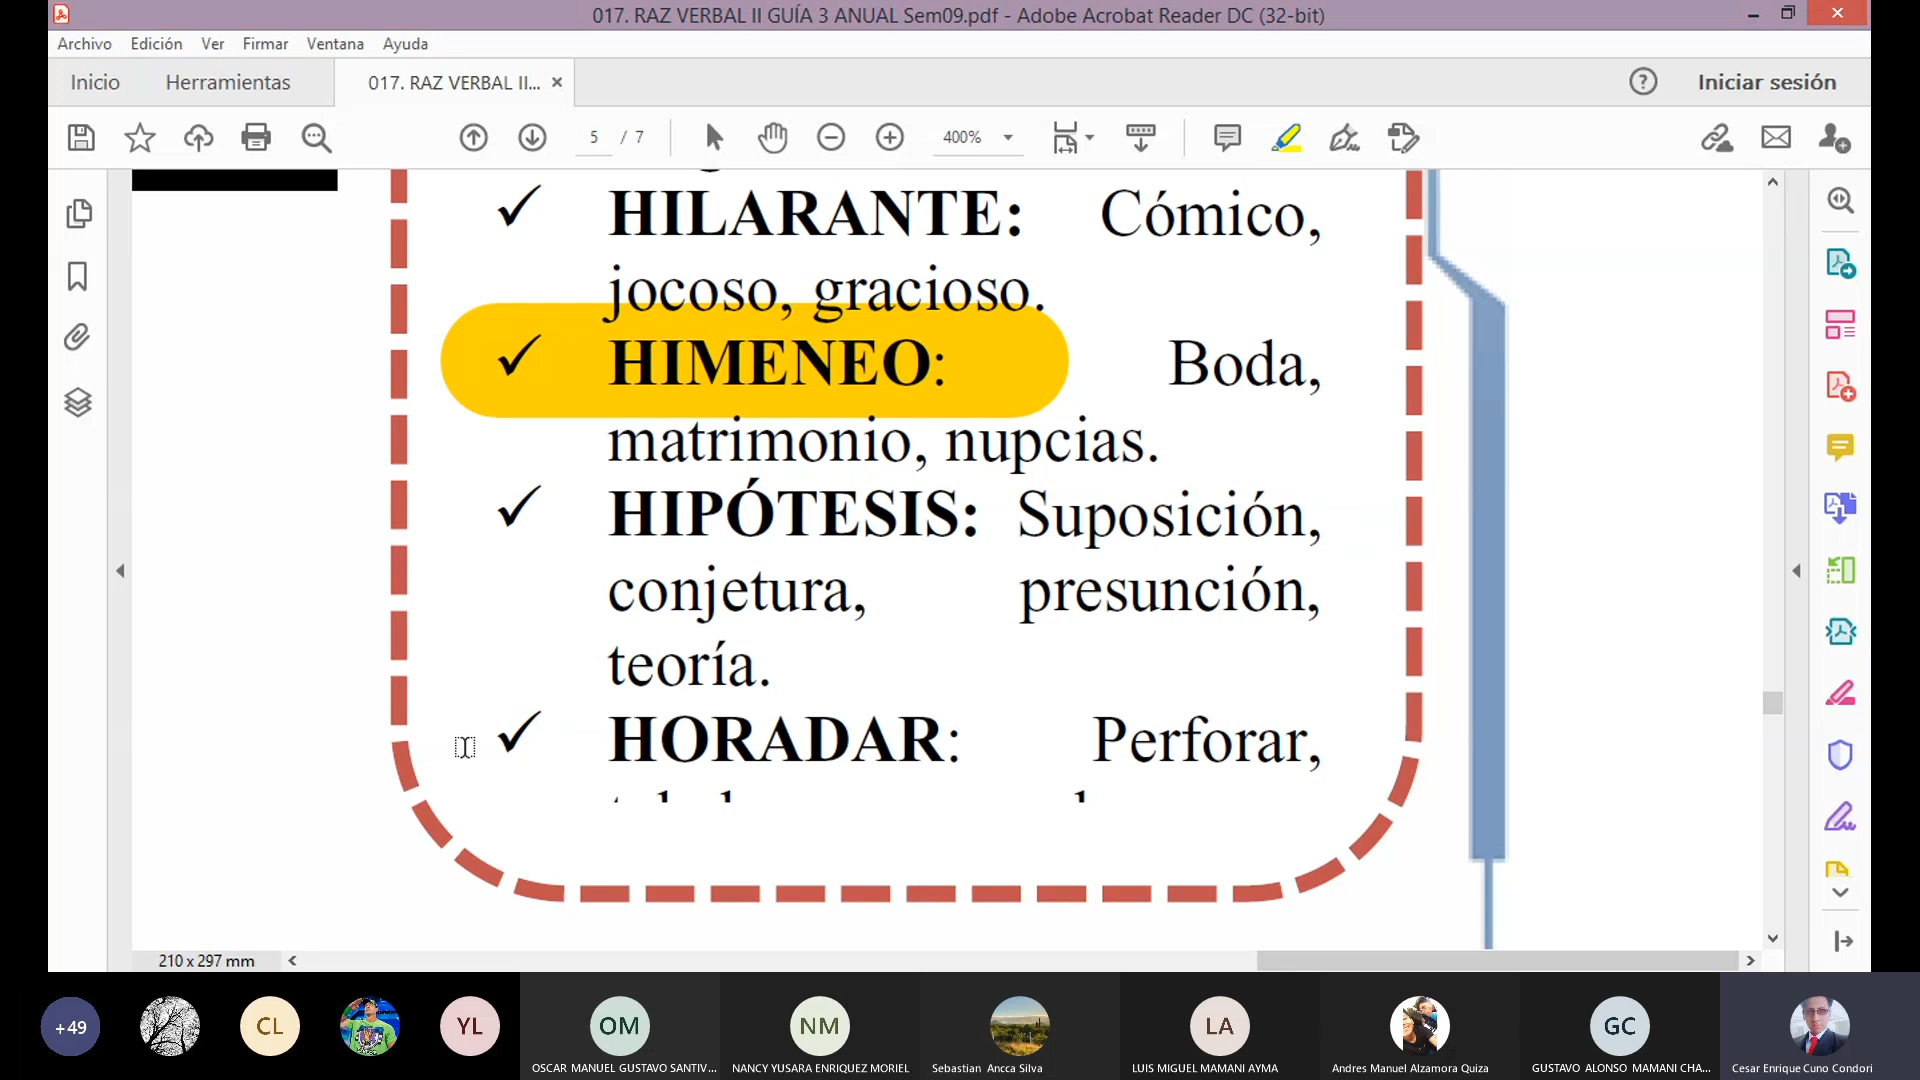 017. RAZ VERBAL II GUÍA 3 ANUAL Sem09.pdf - Adobe Acrobat Reader DC (32-bit)
Archivo Edición Ver Firmar Ventana Ayuda
Inicio Herramientas 017. RAZ VERBAL II... × Iniciar sesión
5 / 7 400%
HILARANTE: Cómico,
jocoso, gracioso.
HIMENEO: Boda,
matrimonio, nupcias.
HIPÓTESIS: Suposición,
conjetura, presunción,
teoría.
HORADAR: Perforar,
210 x 297 mm
+49 CL YL OM NM LA GC
OSCAR MANUEL GUSTAVO SANTIV... NANCY YUSARA ENRIQUEZ MORIEL Sebastian Ancca Silva LUIS MIGUEL MAMANI AYMA Andres Manuel Alzamora Quiza GUSTAVO ALONSO MAMANI CHA... Cesar Enrique Cuno Condori